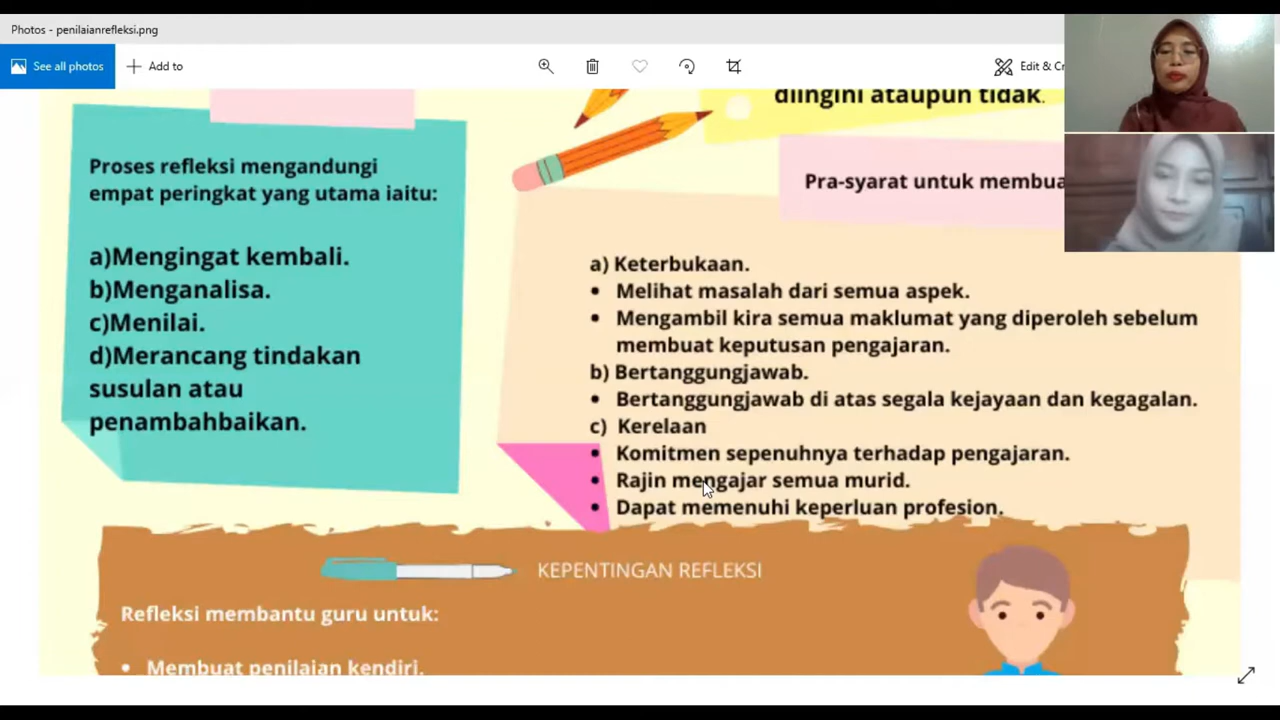 Photos - penilaianrefleksi.png
See all photos
Add to
Edit & Cr
diingini ataupun tidak.
Proses refleksi mengandungi
empat peringkat yang utama iaitu:
a)Mengingat kembali.
b)Menganalisa.
c)Menilai.
d)Merancang tindakan
susulan atau
penambahbaikan.
Pra-syarat untuk membua
a) Keterbukaan.
• Melihat masalah dari semua aspek.
• Mengambil kira semua maklumat yang diperoleh sebelum
membuat keputusan pengajaran.
b) Bertanggungjawab.
• Bertanggungjawab di atas segala kejayaan dan kegagalan.
c) Kerelaan
• Komitmen sepenuhnya terhadap pengajaran.
• Rajin mengajar semua murid.
• Dapat memenuhi keperluan profesion.
KEPENTINGAN REFLEKSI
Refleksi membantu guru untuk:
• Membuat penilaian kendiri.